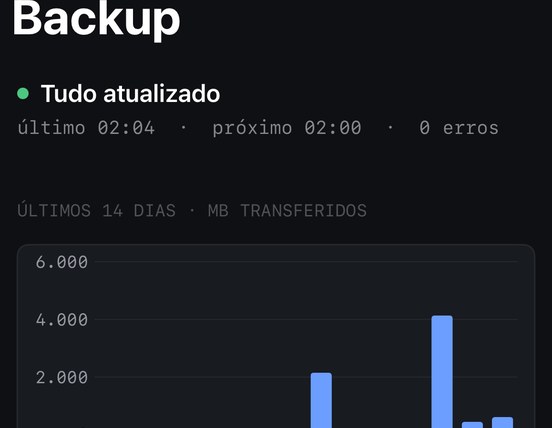 Backup
Tudo atualizado
último 02:04 · próximo 02:00 · 0 erros
ÚLTIMOS 14 DIAS · MB TRANSFERIDOS
6.000
4.000
2.000